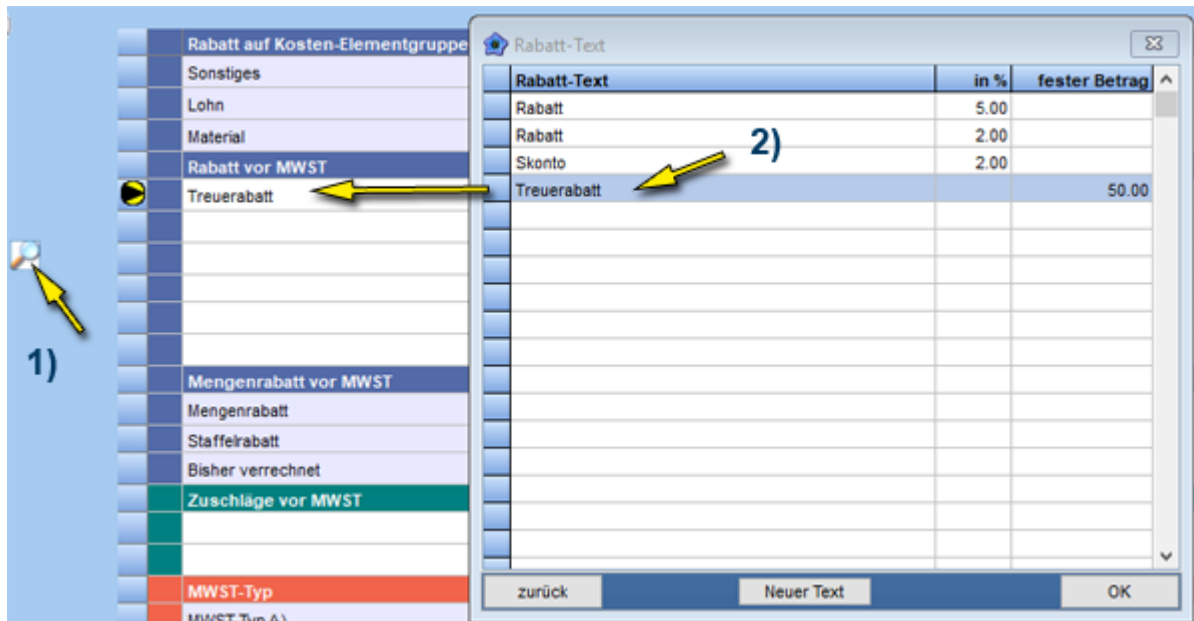 Rabatt auf Kosten-Elementgruppe
Sonstiges
Lohn
Material
Rabatt vor MWST
Treuerabatt
1)
Mengenrabatt vor MWST
Mengenrabatt
Staffelrabatt
Bisher verrechnet
Zuschläge vor MWST
MWST-Typ
MWST-Typ A)
Rabatt-Text
Rabatt-Text in % fester Betrag
Rabatt 5.00
Rabatt 2.00
Skonto 2.00
Treuerabatt 50.00
2)
zurück Neuer Text OK